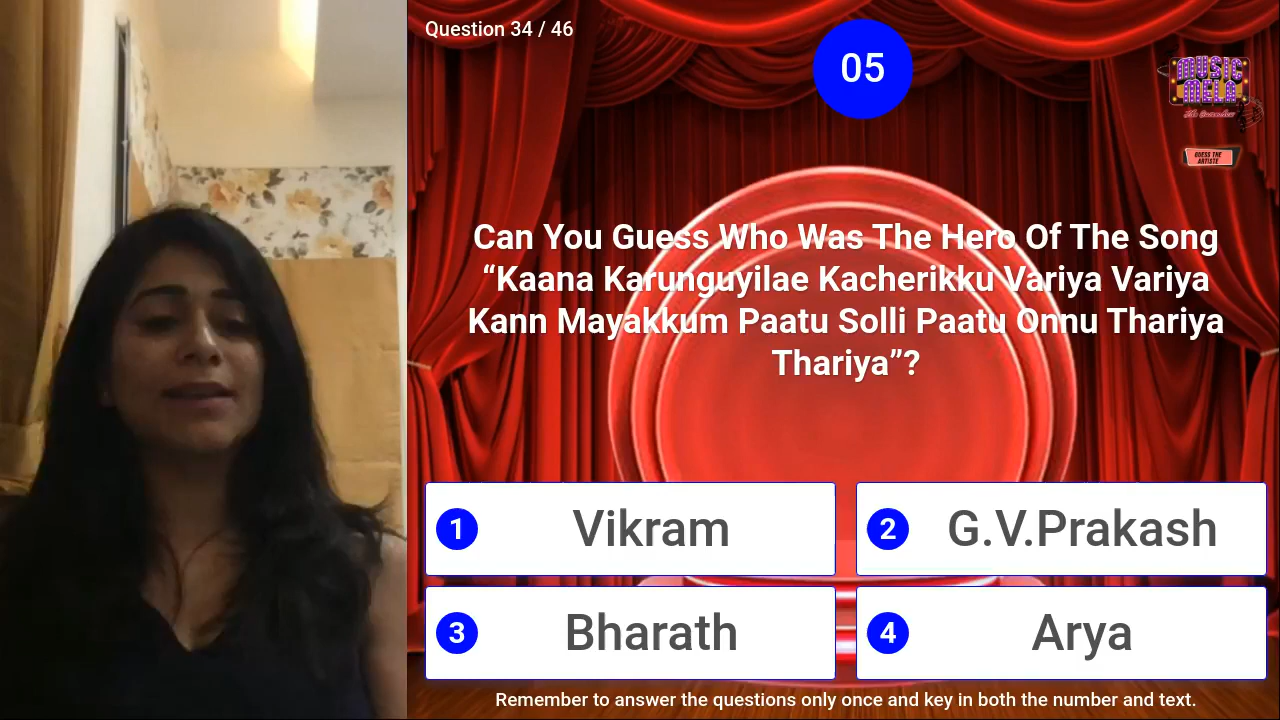 Question 34 / 46
05
MUSIC
MELA
GUESS THE
ARTISTE
Can You Guess Who Was The Hero Of The Song
“Kaana Karunguyilae Kacherikku Variya Variya
Kann Mayakkum Paatu Solli Paatu Onnu Thariya
Thariya”?
1 Vikram
2 G.V.Prakash
3 Bharath
4 Arya
Remember to answer the questions only once and key in both the number and text.